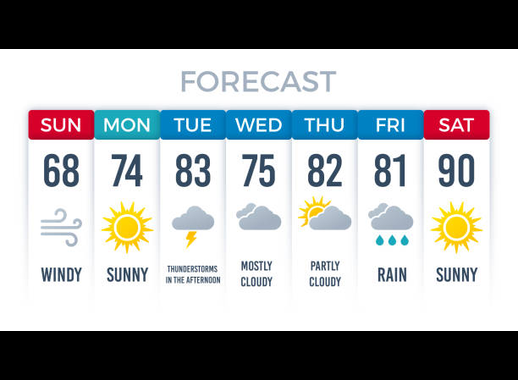 FORECAST
SUN MON TUE WED THU FRI SAT
68 74 83 75 82 81 90
WINDY SUNNY THUNDERSTORMS IN THE AFTERNOON MOSTLY CLOUDY PARTLY CLOUDY RAIN SUNNY